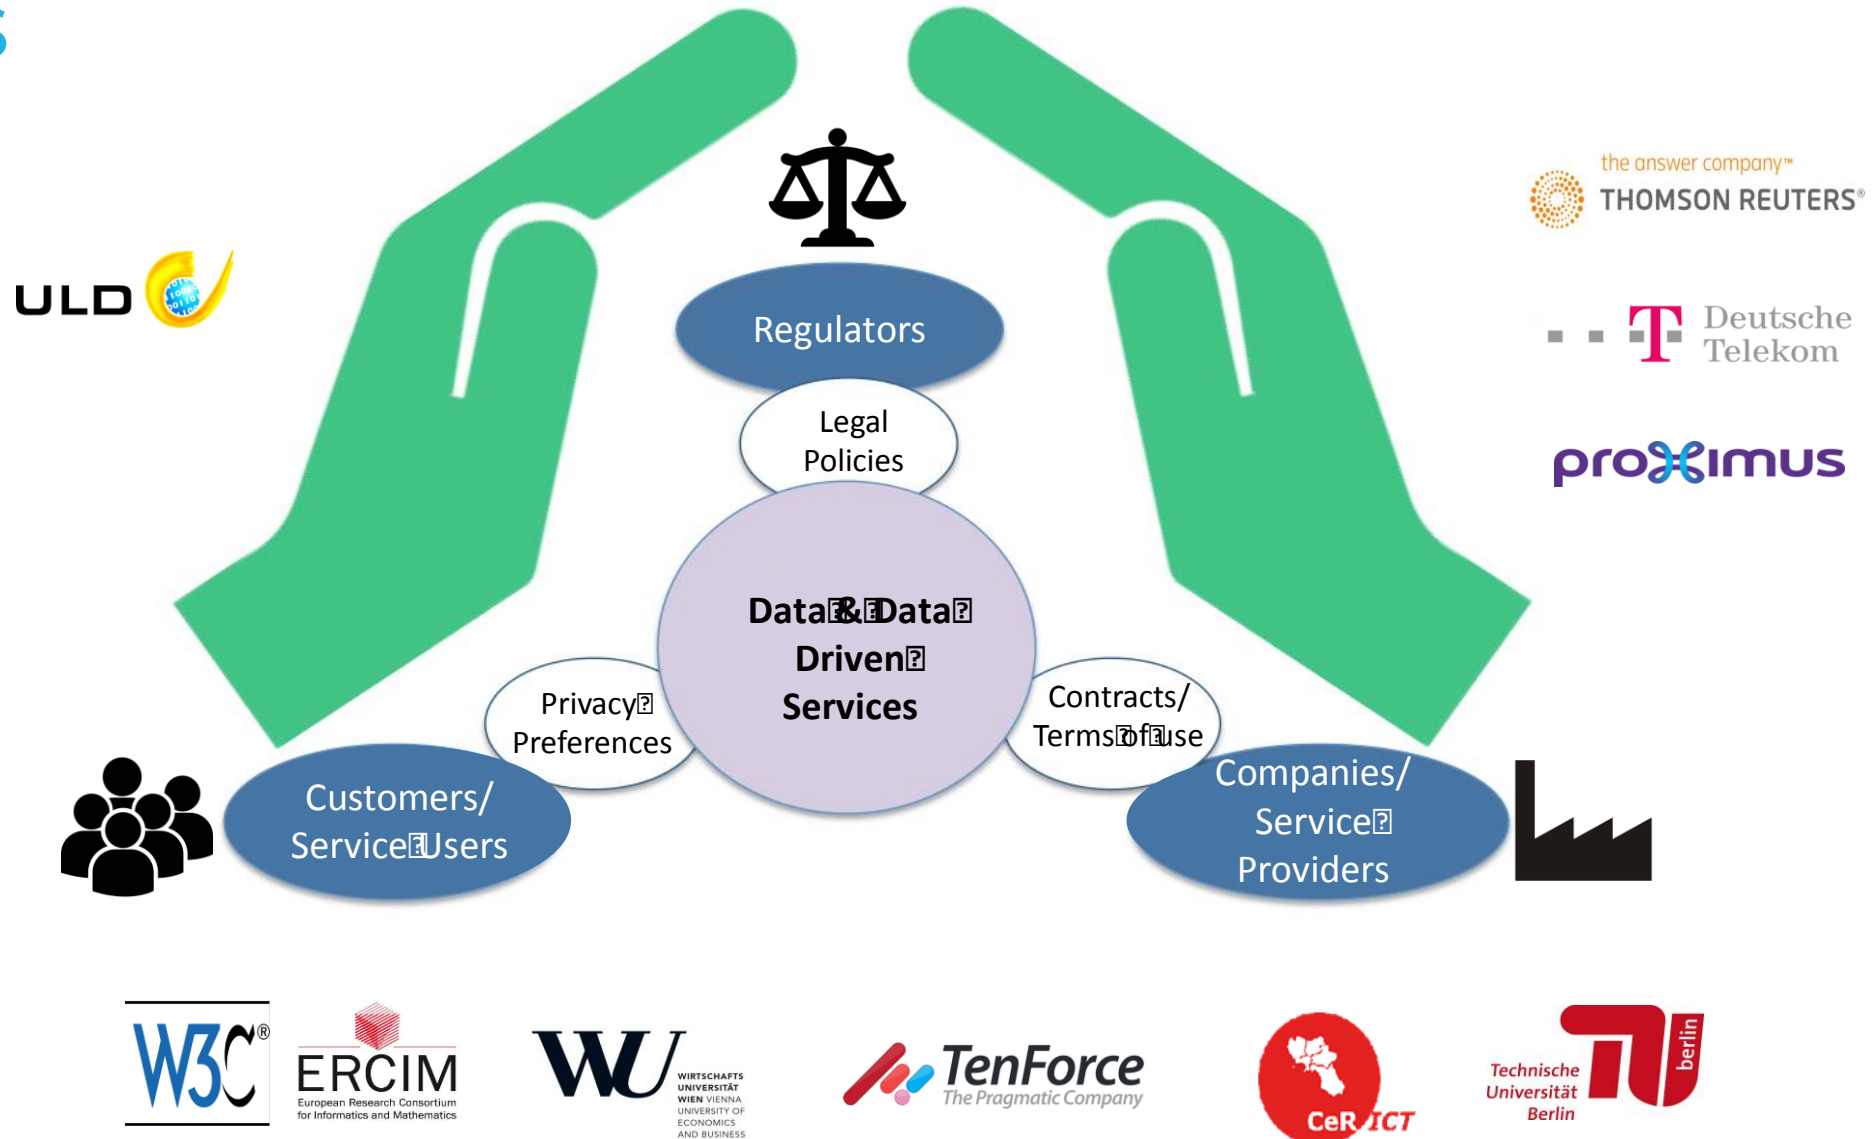 s
ULD
the answer company™
THOMSON REUTERS®
Deutsche
Telekom
proximus
Regulators
Legal
Policies
Data & Data
Driven
Services
Privacy
Preferences
Contracts/
Terms of use
Customers/
Service Users
Companies/
Service
Providers
W3C®
ERCIM
European Research Consortium
for Informatics and Mathematics
WU
WIRTSCHAFTS
UNIVERSITÄT
WIEN VIENNA
UNIVERSITY OF
ECONOMICS
AND BUSINESS
TenForce
The Pragmatic Company
CeRICT
Technische
Universität
Berlin
berlin